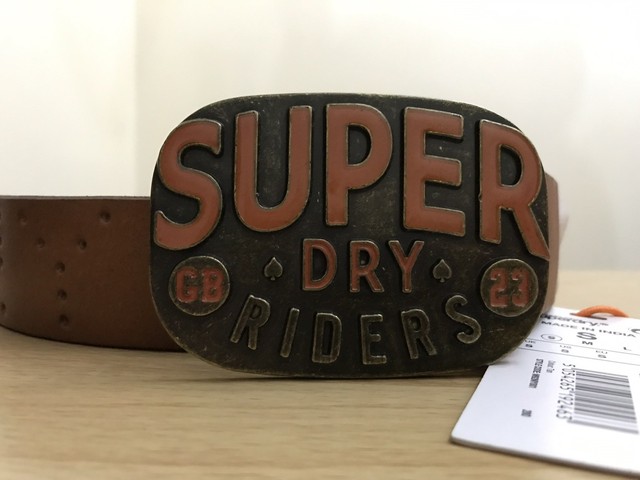 SUPER
DRY
GB 23
RIDERS
MADE IN INDIA